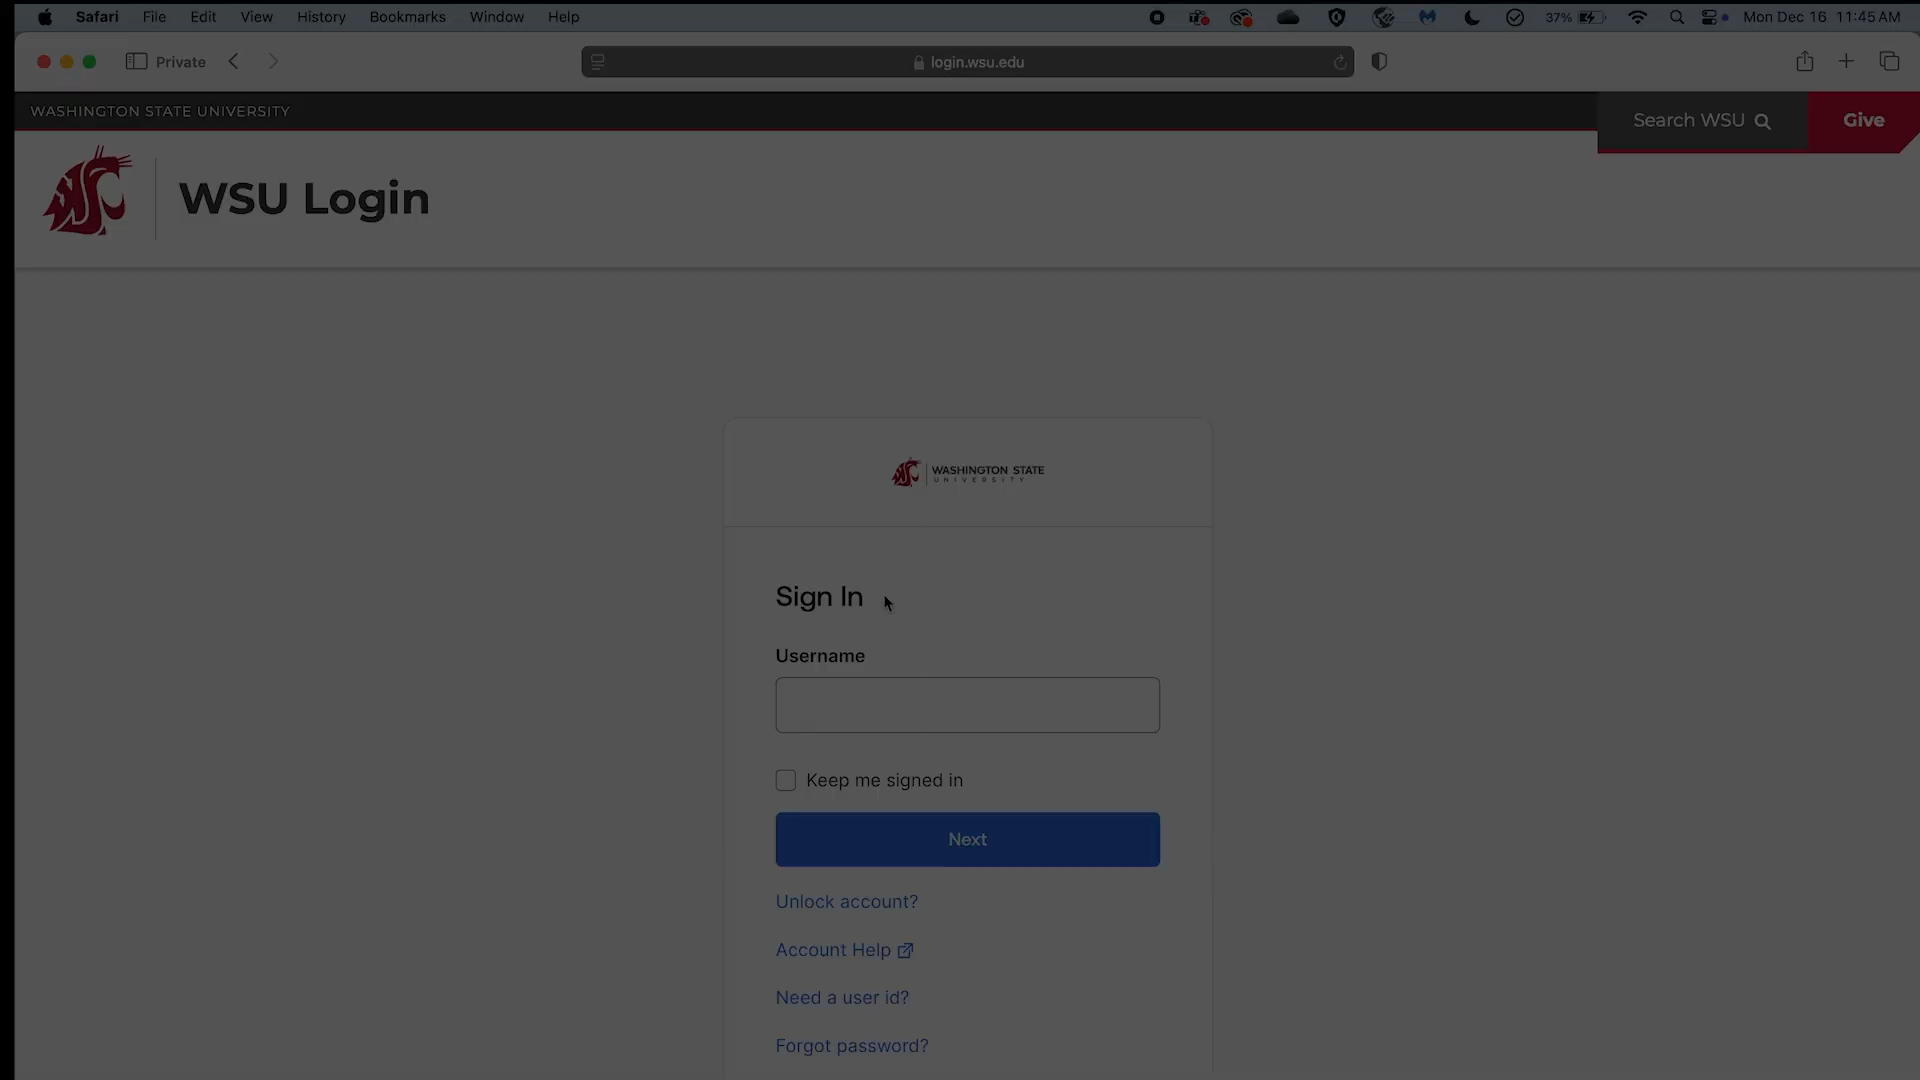 Safari File Edit View History Bookmarks Window Help 37% Mon Dec 16 11:45 AM
Private login.wsu.edu
WASHINGTON STATE UNIVERSITY
Search WSU Give
WSU Login
WASHINGTON STATE
UNIVERSITY
Sign In
Username
Keep me signed in
Next
Unlock account?
Account Help
Need a user id?
Forgot password?